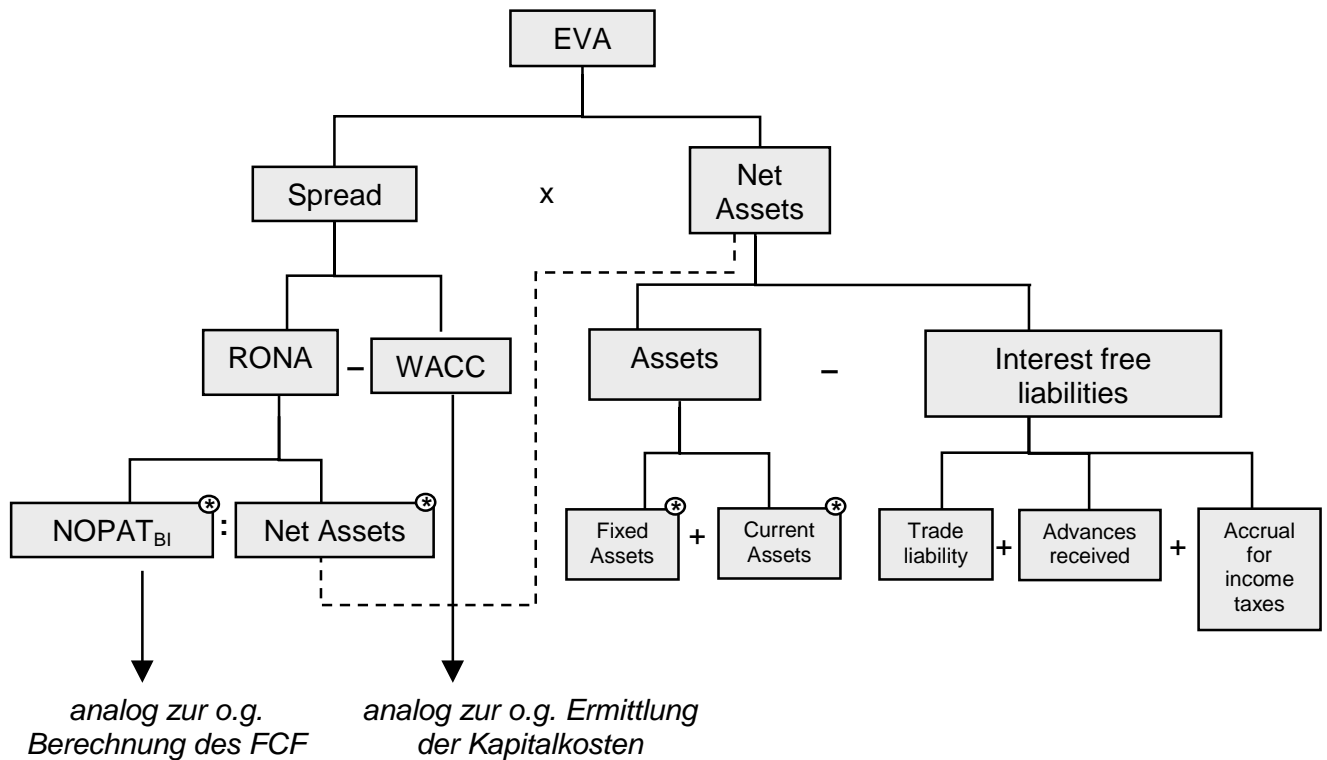 EVA
Spread
x
Net
Assets
RONA
–
WACC
Assets
–
Interest free
liabilities
NOPAT_BI
*
:
Net Assets
*
Fixed
Assets
*
+
Current
Assets
*
Trade
liability
+
Advances
received
+
Accrual
for
income
taxes
analog zur o.g.
Berechnung des FCF
analog zur o.g. Ermittlung
der Kapitalkosten